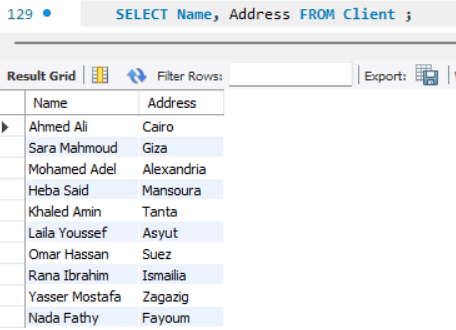 129 SELECT Name, Address FROM Client ;
Result Grid Filter Rows: Export:
Name Address
Ahmed Ali Cairo
Sara Mahmoud Giza
Mohamed Adel Alexandria
Heba Said Mansoura
Khaled Amin Tanta
Laila Youssef Asyut
Omar Hassan Suez
Rana Ibrahim Ismailia
Yasser Mostafa Zagazig
Nada Fathy Fayoum